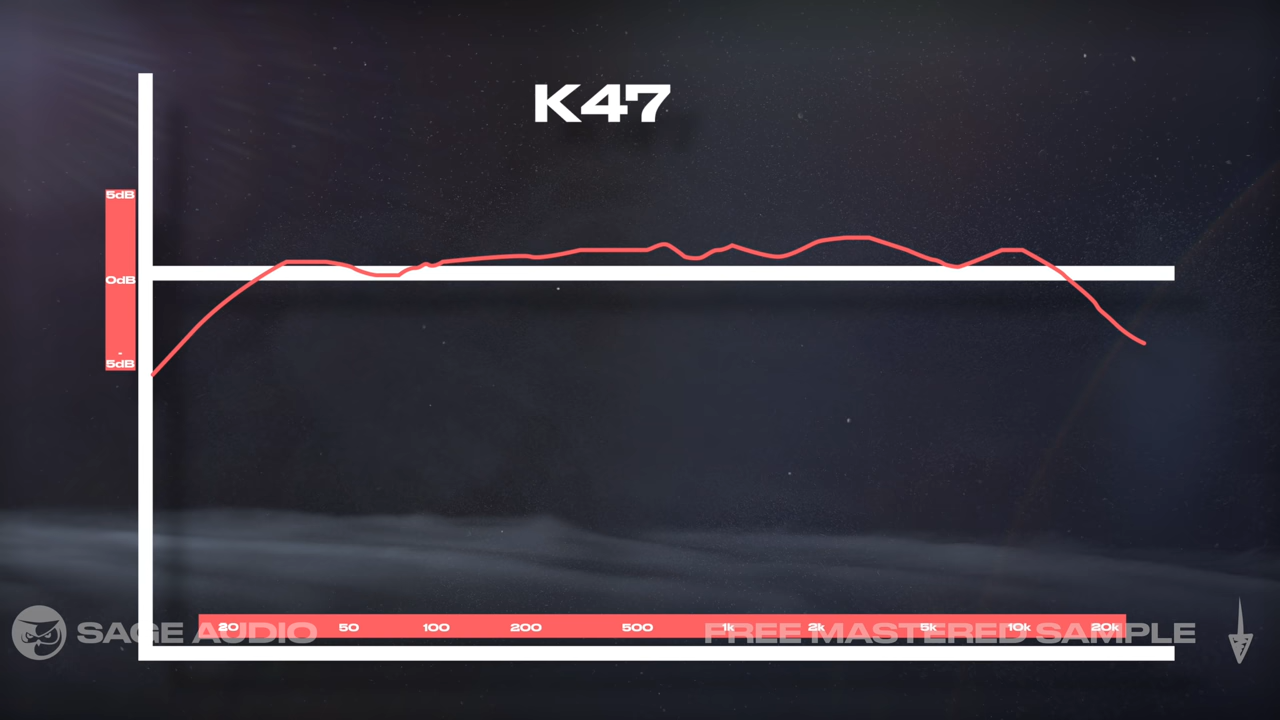 K47
5dB
0dB
-
5dB
20 50 100 200 500 1k 2k 5k 10k 20k
SAGE AUDIO
FREE MASTERED SAMPLE